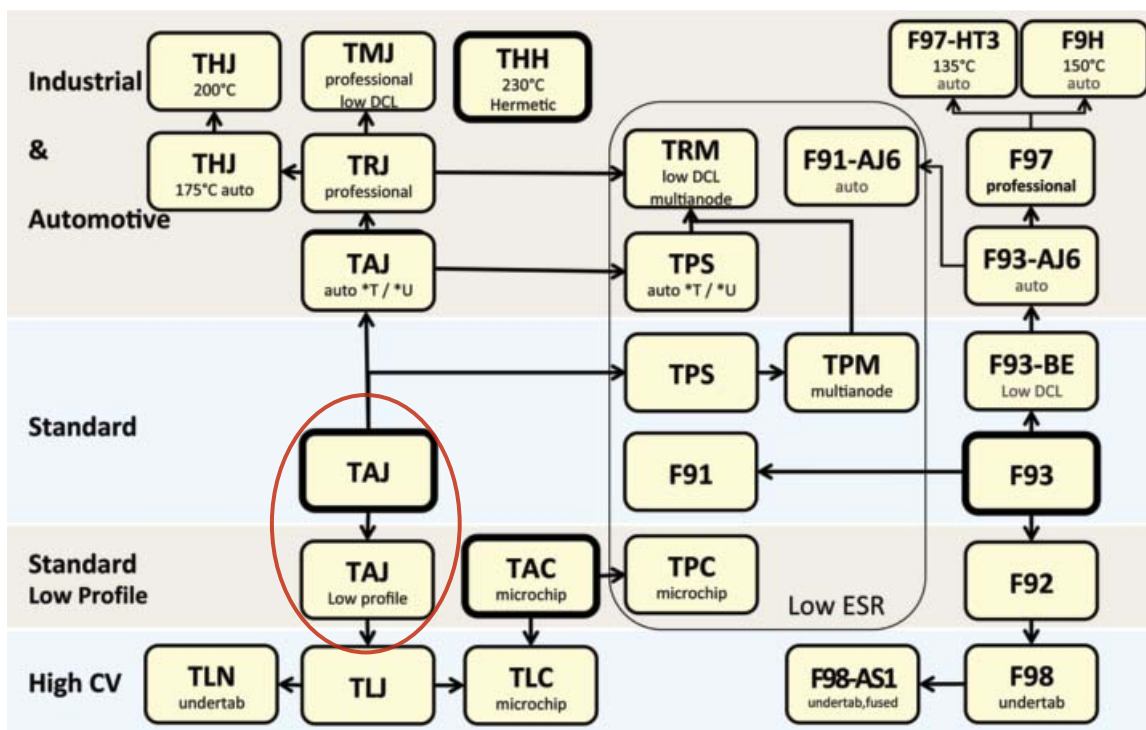 Industrial
&
Automotive
THJ
200°C
TMJ
professional
low DCL
THH
230°C
Hermetic
F97-HT3
135°C
auto
F9H
150°C
auto
THJ
175°C auto
TRJ
professional
TRM
low DCL
multianode
F91-AJ6
auto
F97
professional
TAJ
auto *T / *U
TPS
auto *T / *U
F93-AJ6
auto
Standard
TPS
TPM
multianode
F93-BE
Low DCL
TAJ
F91
F93
Standard
Low Profile
TAJ
Low profile
TAC
microchip
TPC
microchip
Low ESR
F92
High CV
TLN
undertab
TLJ
TLC
microchip
F98-AS1
undertab,fused
F98
undertab